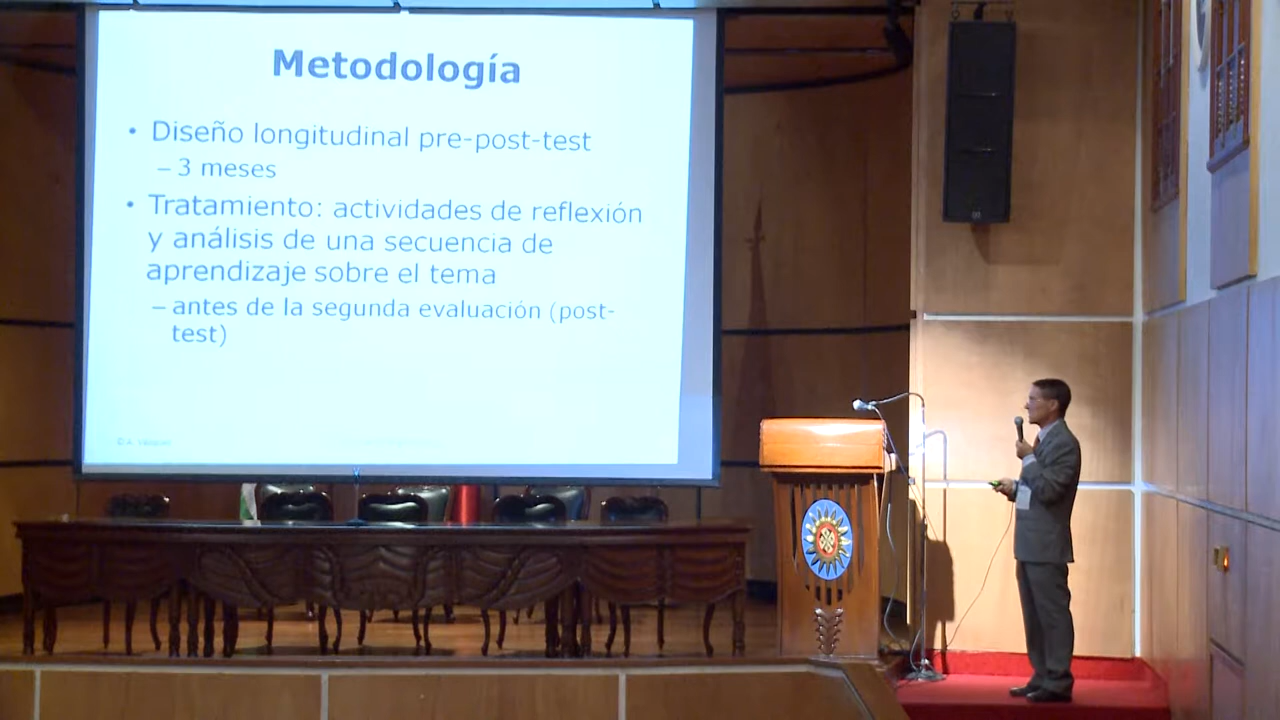 Metodología
• Diseño longitudinal pre-post-test
– 3 meses
• Tratamiento: actividades de reflexión
y análisis de una secuencia de
aprendizaje sobre el tema
– antes de la segunda evaluación (post-
test)